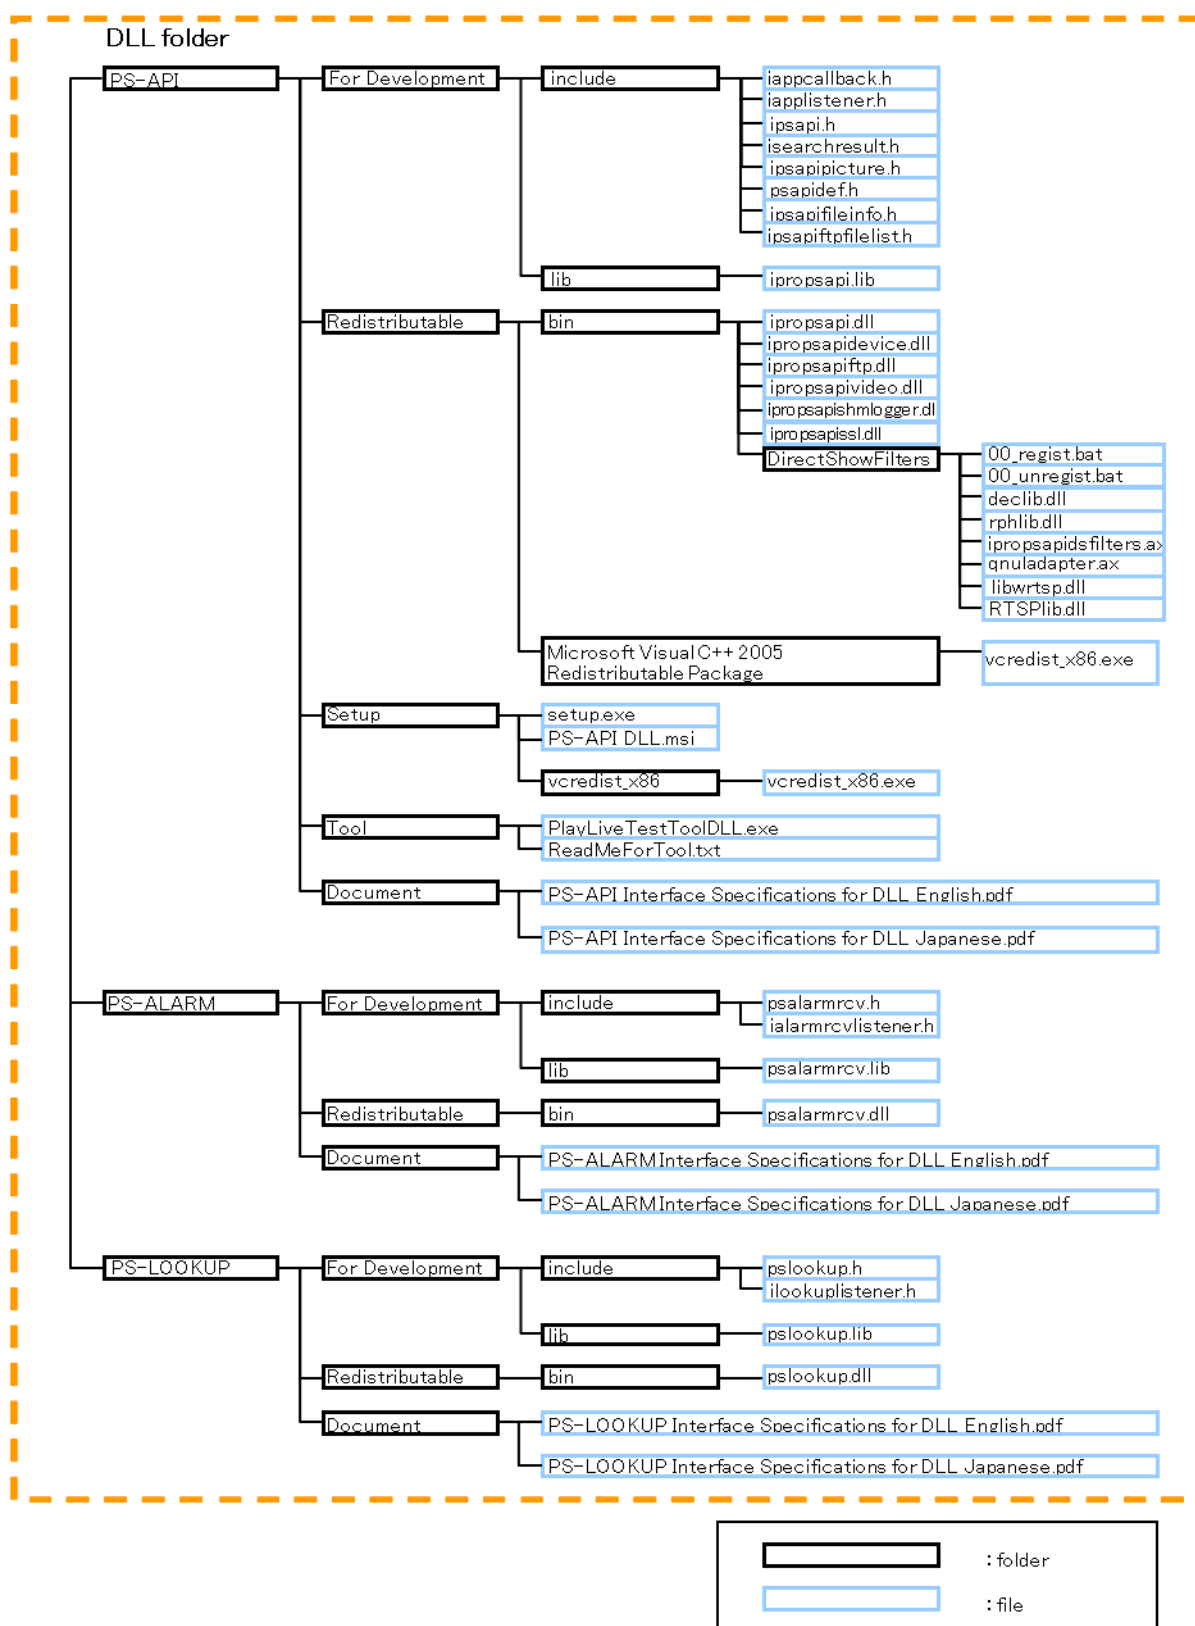 DLL folder
PS-API
For Development
include
iappcallback.h
iapplistener.h
ipsapi.h
isearchresult.h
ipsapipicture.h
psapidef.h
ipsapifileinfo.h
ipsapiftpfilelist.h
lib
ipropsapi.lib
Redistributable
bin
ipropsapi.dll
ipropsapidevice.dll
ipropsapiftp.dll
ipropsapivideo.dll
ipropsapishmlogger.dl
ipropsapissl.dll
DirectShowFilters
00_regist.bat
00_unregist.bat
declib.dll
rphlib.dll
ipropsapidsfilters.ax
qnuladapter.ax
libwrtsp.dll
RTSPlib.dll
Microsoft Visual C++ 2005
Redistributable Package
vcredist_x86.exe
Setup
setup.exe
PS-API DLL.msi
vcredist_x86
vcredist_x86.exe
Tool
PlayLiveTestToolDLL.exe
ReadMeForTool.txt
Document
PS-API Interface Specifications for DLL English.pdf
PS-API Interface Specifications for DLL Japanese.pdf
PS-ALARM
For Development
include
psalarmrcv.h
ialarmrcvlistener.h
lib
psalarmrcv.lib
Redistributable
bin
psalarmrcv.dll
Document
PS-ALARM Interface Specifications for DLL English.pdf
PS-ALARM Interface Specifications for DLL Japanese.pdf
PS-LOOKUP
For Development
include
pslookup.h
ilookuplistener.h
lib
pslookup.lib
Redistributable
bin
pslookup.dll
Document
PS-LOOKUP Interface Specifications for DLL English.pdf
PS-LOOKUP Interface Specifications for DLL Japanese.pdf
: folder
: file